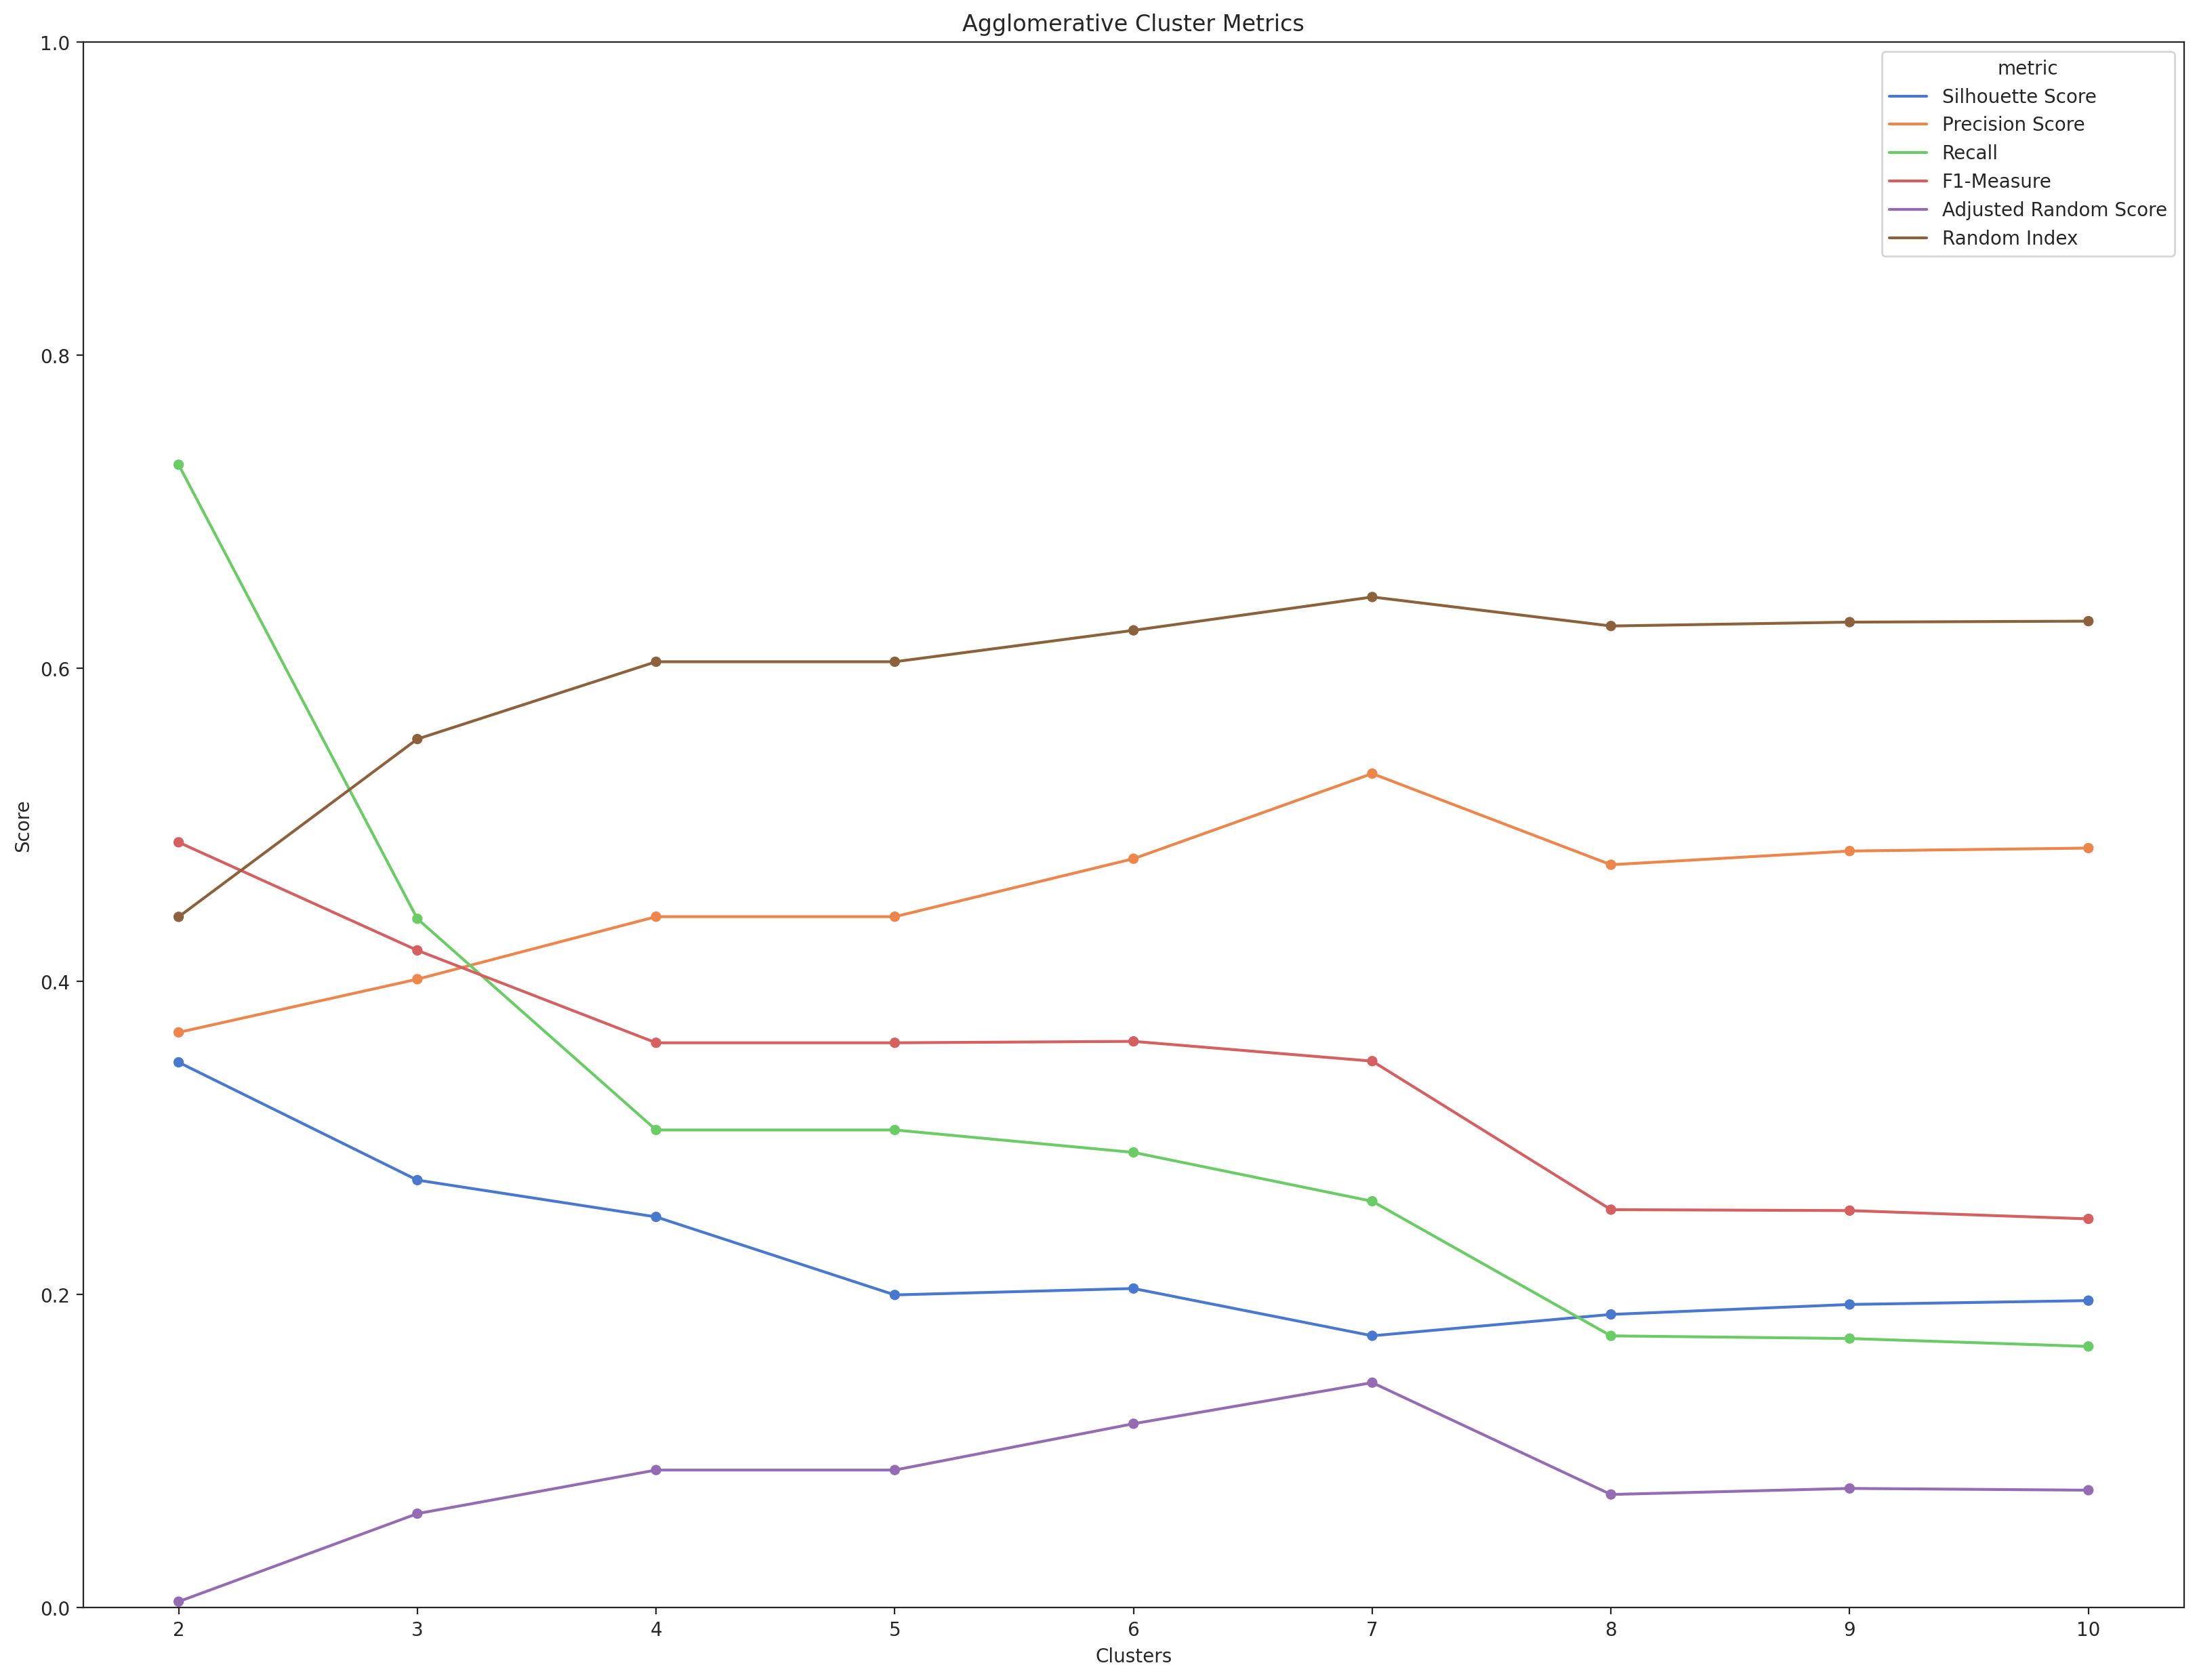 Agglomerative Cluster Metrics
1.0
0.8
0.6
0.4
0.2
0.0
Score
metric
Silhouette Score
Precision Score
Recall
F1-Measure
Adjusted Random Score
Random Index
2 3 4 5 6 7 8 9 10
Clusters